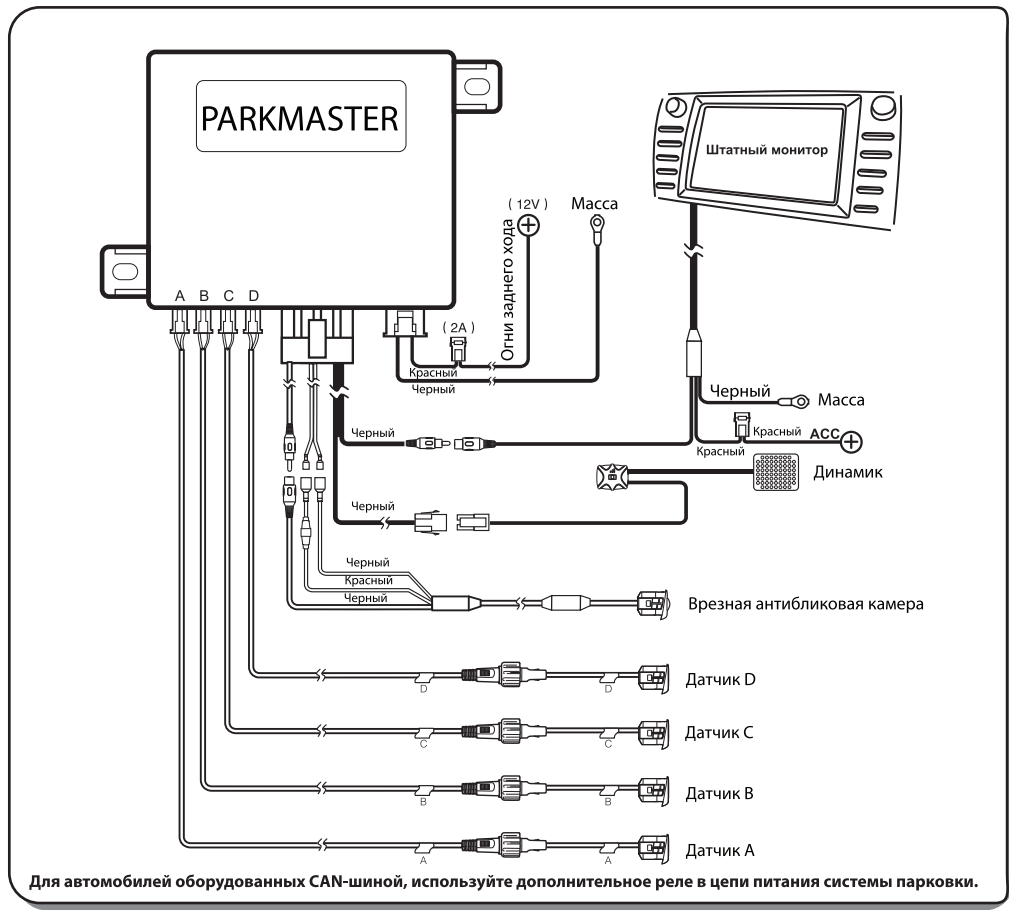 PARKMASTER
Штатный монитор
( 12V )
Масса
Огни заднего хода
A B C D
( 2A )
Красный
Черный
Черный
Масса
Красный
ACC
Красный
Черный
Динамик
Черный
Черный
Красный
Черный
Врезная антибликовая камера
D
D
Датчик D
C
C
Датчик C
B
B
Датчик B
A
A
Датчик A
Для автомобилей оборудованных CAN-шиной, используйте дополнительное реле в цепи питания системы парковки.